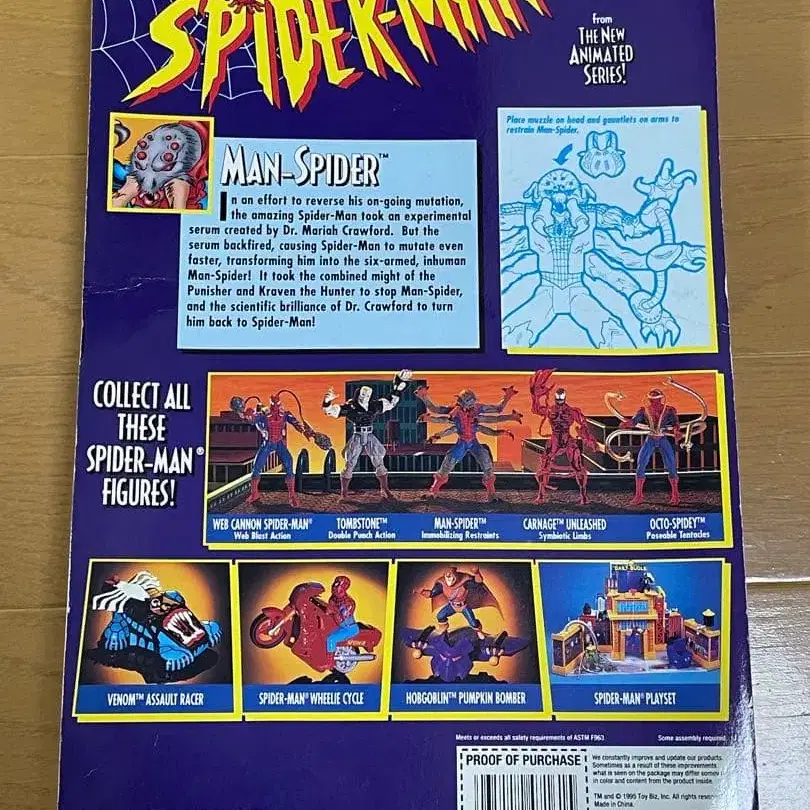 SPIDER-MAN
from
THE NEW
ANIMATED
SERIES!
Place muzzle on head and gauntlets on arms to
restrain Man-Spider.
MAN-SPIDER™
In an effort to reverse his on-going mutation,
the amazing Spider-Man took an experimental
serum created by Dr. Mariah Crawford. But the
serum backfired, causing Spider-Man to mutate even
faster, transforming him into the six-armed, inhuman
Man-Spider! It took the combined might of the
Punisher and Kraven the Hunter to stop Man-Spider,
and the scientific brilliance of Dr. Crawford to turn
him back to Spider-Man!
COLLECT ALL
THESE
SPIDER-MAN®
FIGURES!
WEB CANNON SPIDER-MAN®
Web Blast Action
TOMBSTONE™
Double Punch Action
MAN-SPIDER™
Immobilizing Restraints
CARNAGE™ UNLEASHED
Symbiotic Limbs
OCTO-SPIDEY™
Poseable Tentacles
DAILY BUGLE
VENOM™ ASSAULT RACER
SPIDER-MAN® WHEELIE CYCLE
HOBGOBLIN™ PUMPKIN BOMBER
SPIDER-MAN® PLAYSET
Meets or exceeds all safety requirements of ASTM F963.
Some assembly required
PROOF OF PURCHASE
We constantly improve and update our products.
Sometimes as a result of these improvements
what is seen on the package may differ
in color and content from the product inside.
TM and © 1995 Toy Biz, Inc. All rights
Made in China.